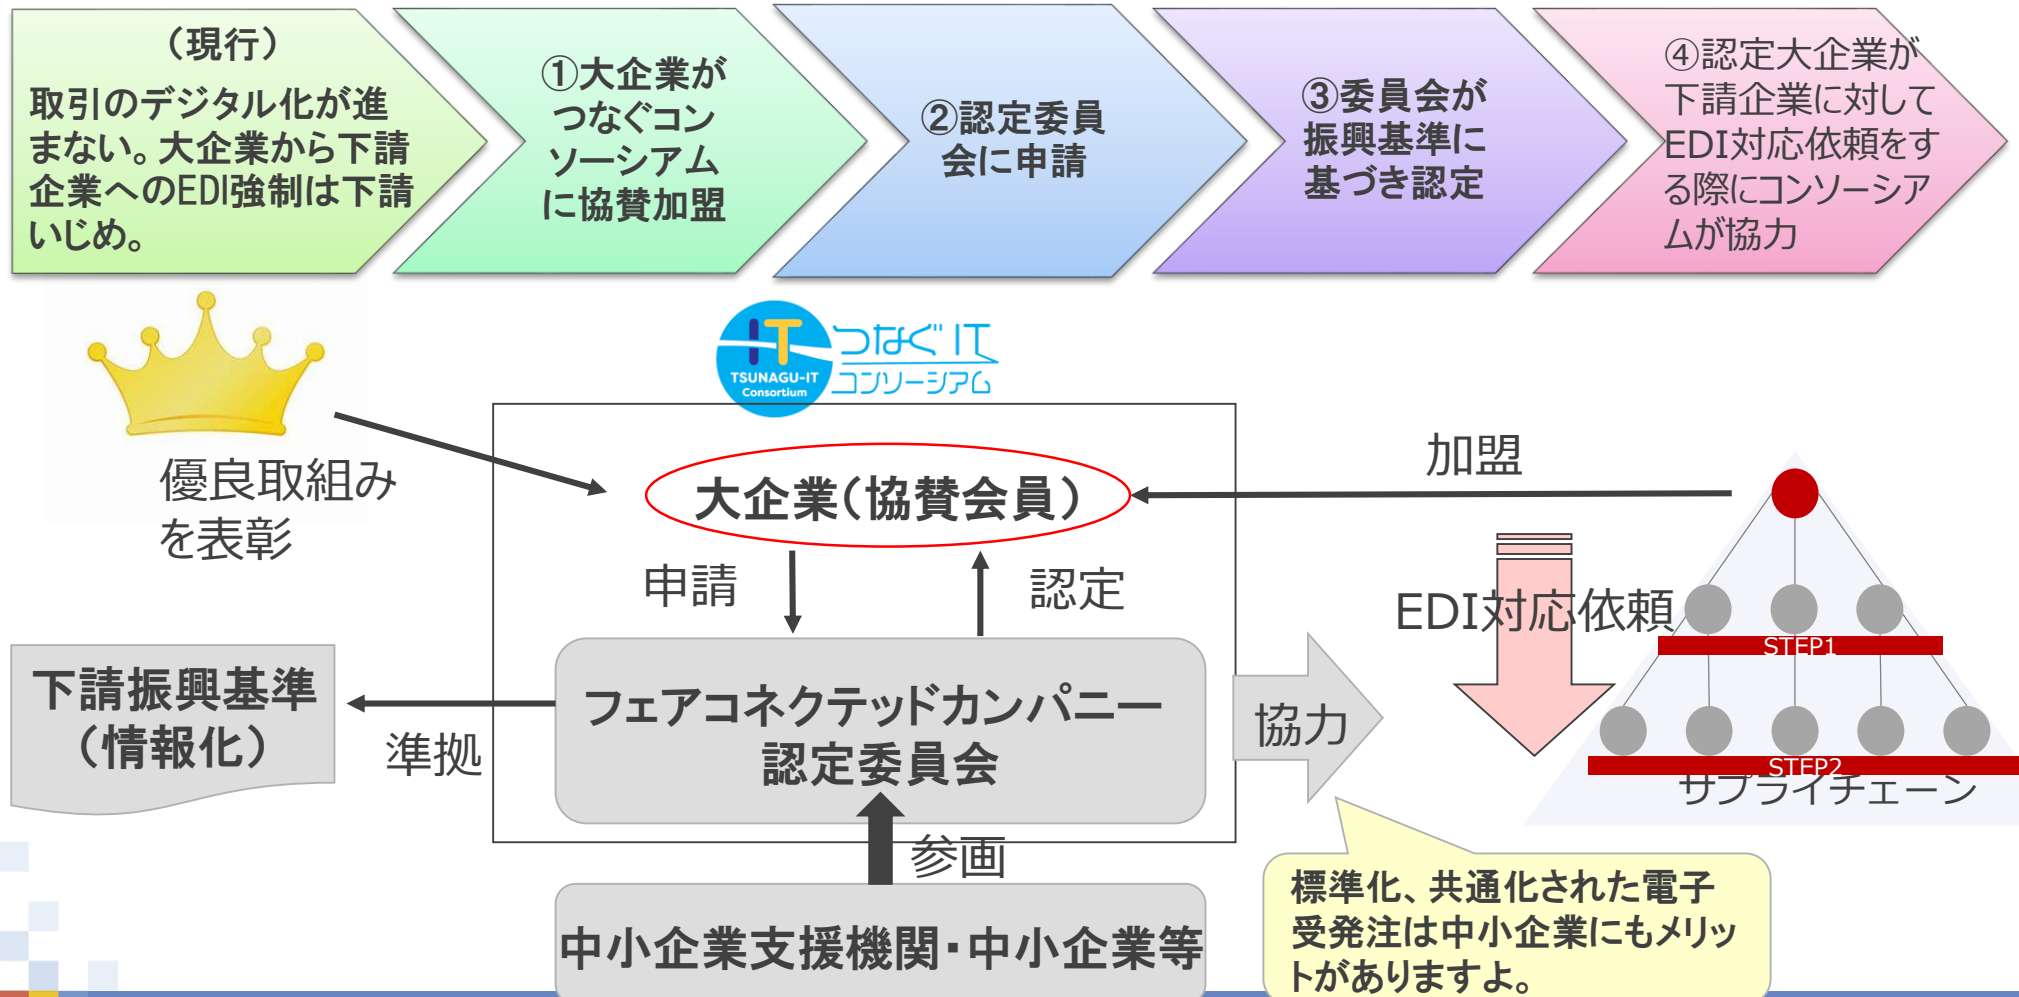 （現行）
取引のデジタル化が進
まない。大企業から下請
企業へのEDI強制は下請
いじめ。
①大企業が
つなぐコン
ソーシアム
に協賛加盟
②認定委員
会に申請
③委員会が
振興基準に
基づき認定
④認定大企業が
下請企業に対して
EDI対応依頼をす
る際にコンソーシア
ムが協力
IT
TSUNAGU-IT
Consortium
つなぐIT
コンソーシアム
優良取組み
を表彰
大企業（協賛会員）
加盟
申請
認定
EDI対応依頼
STEP1
下請振興基準
（情報化）
準拠
フェアコネクテッドカンパニー
認定委員会
協力
STEP2
サプライチェーン
参画
中小企業支援機関・中小企業等
標準化、共通化された電子
受発注は中小企業にもメリッ
トがありますよ。